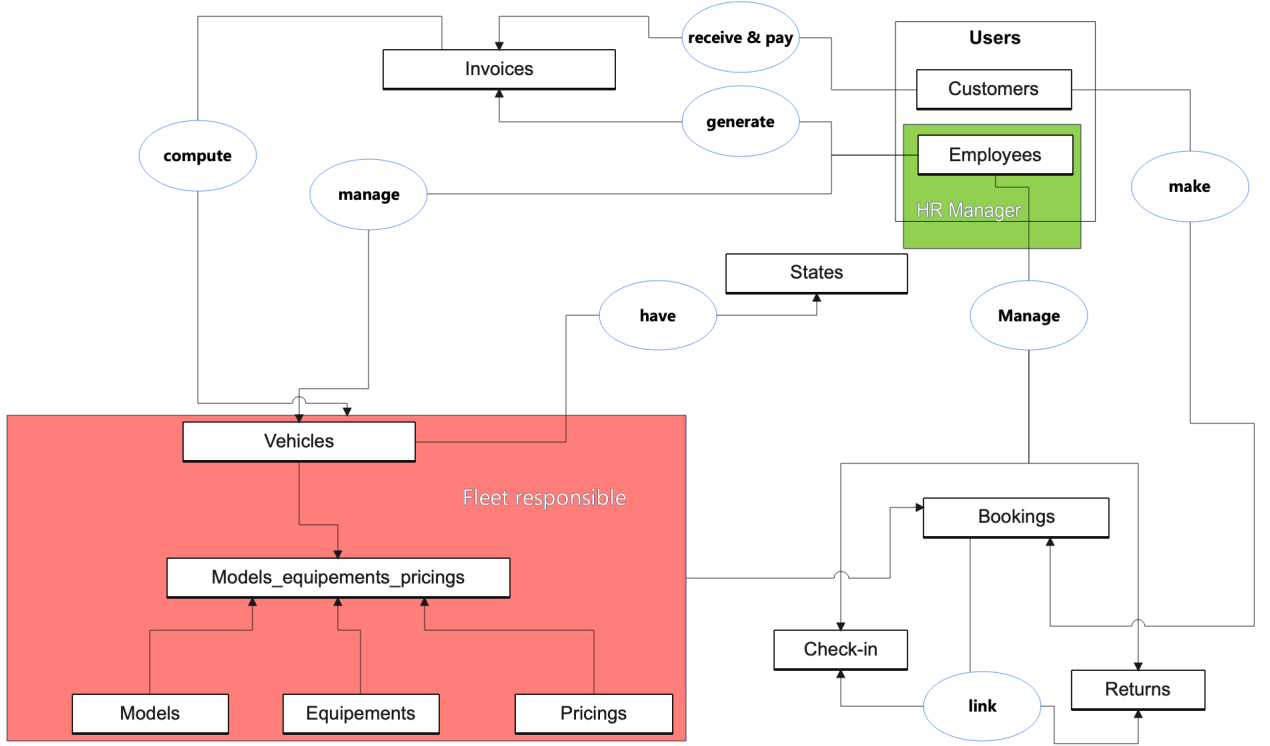 receive & pay
Users
Invoices
Customers
generate
compute
Employees
manage
make
HR Manager
States
have
Manage
Vehicles
Fleet responsible
Bookings
Models_equipements_pricings
Check-in
Returns
link
Models
Equipements
Pricings